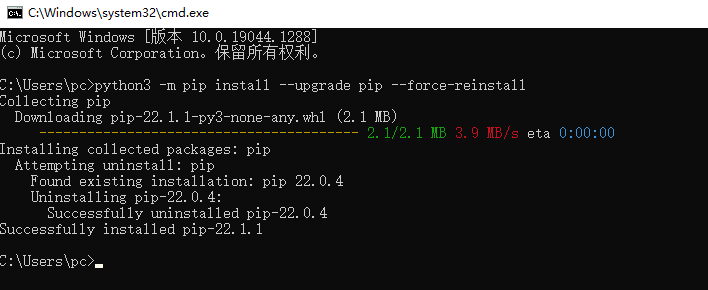 C:\Windows\system32\cmd.exe
Microsoft Windows [版本 10.0.19044.1288]
(c) Microsoft Corporation。保留所有权利。
C:\Users\pc>python3 -m pip install --upgrade pip --force-reinstall
Collecting pip
Downloading pip-22.1.1-py3-none-any.whl (2.1 MB)
---------------------------------------- 2.1/2.1 MB 3.9 MB/s eta 0:00:00
Installing collected packages: pip
Attempting uninstall: pip
Found existing installation: pip 22.0.4
Uninstalling pip-22.0.4:
Successfully uninstalled pip-22.0.4
Successfully installed pip-22.1.1
C:\Users\pc>